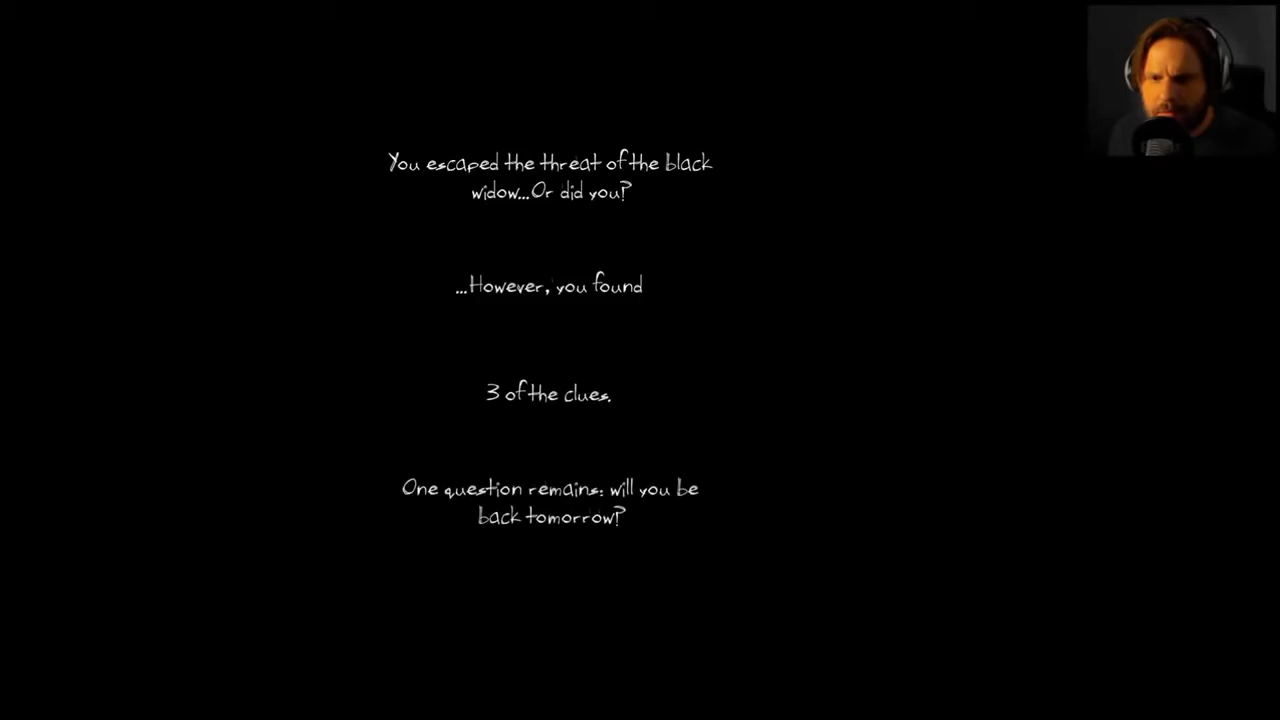 You escaped the threat of the black
widow...Or did you?
...However, you found
3 of the clues.
One question remains: will you be
back tomorrow?